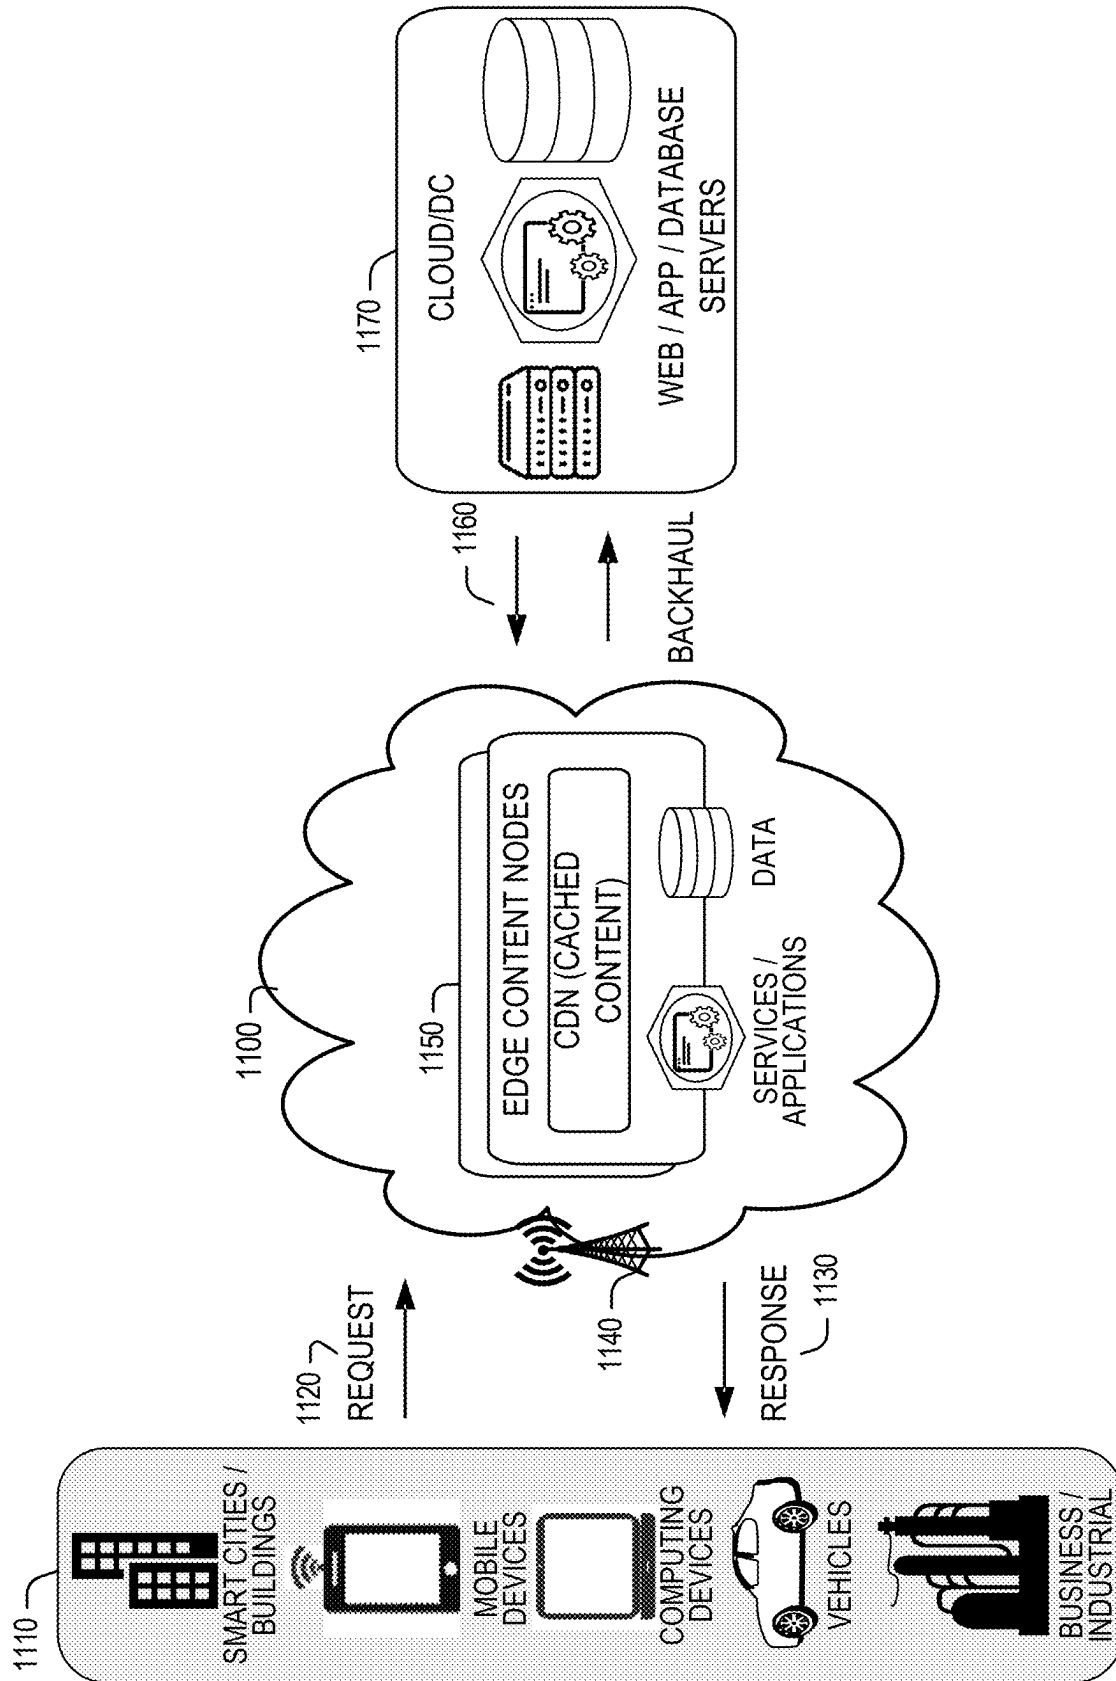 1110
SMART CITIES /
BUILDINGS
MOBILE
DEVICES
COMPUTING
DEVICES
VEHICLES
BUSINESS /
INDUSTRIAL
1120
REQUEST
RESPONSE
1130
1140
1100
1150
EDGE CONTENT NODES
CDN (CACHED
CONTENT)
SERVICES /
APPLICATIONS
DATA
1160
BACKHAUL
1170
CLOUD/DC
WEB / APP / DATABASE
SERVERS